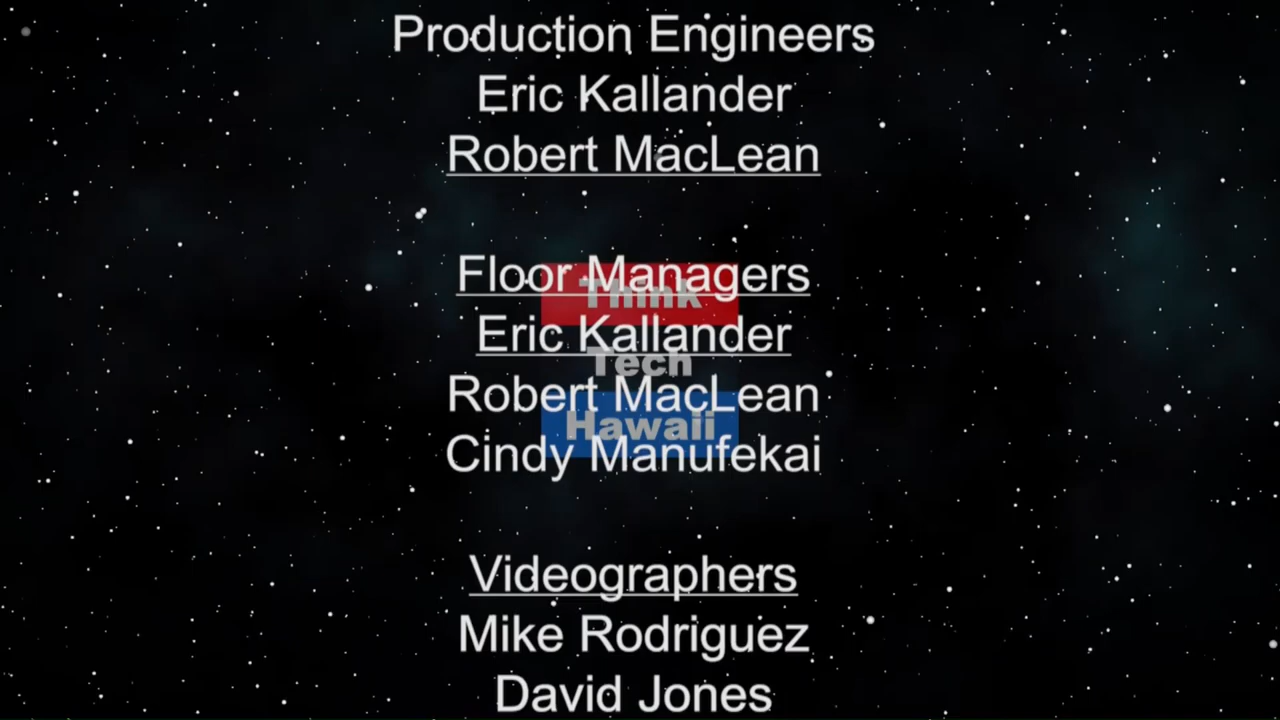 Production Engineers
Eric Kallander
Robert MacLean
Floor Managers
Think
Eric Kallander
Tech
Robert MacLean
Hawaii
Cindy Manufekai
Videographers
Mike Rodriguez
David Jones